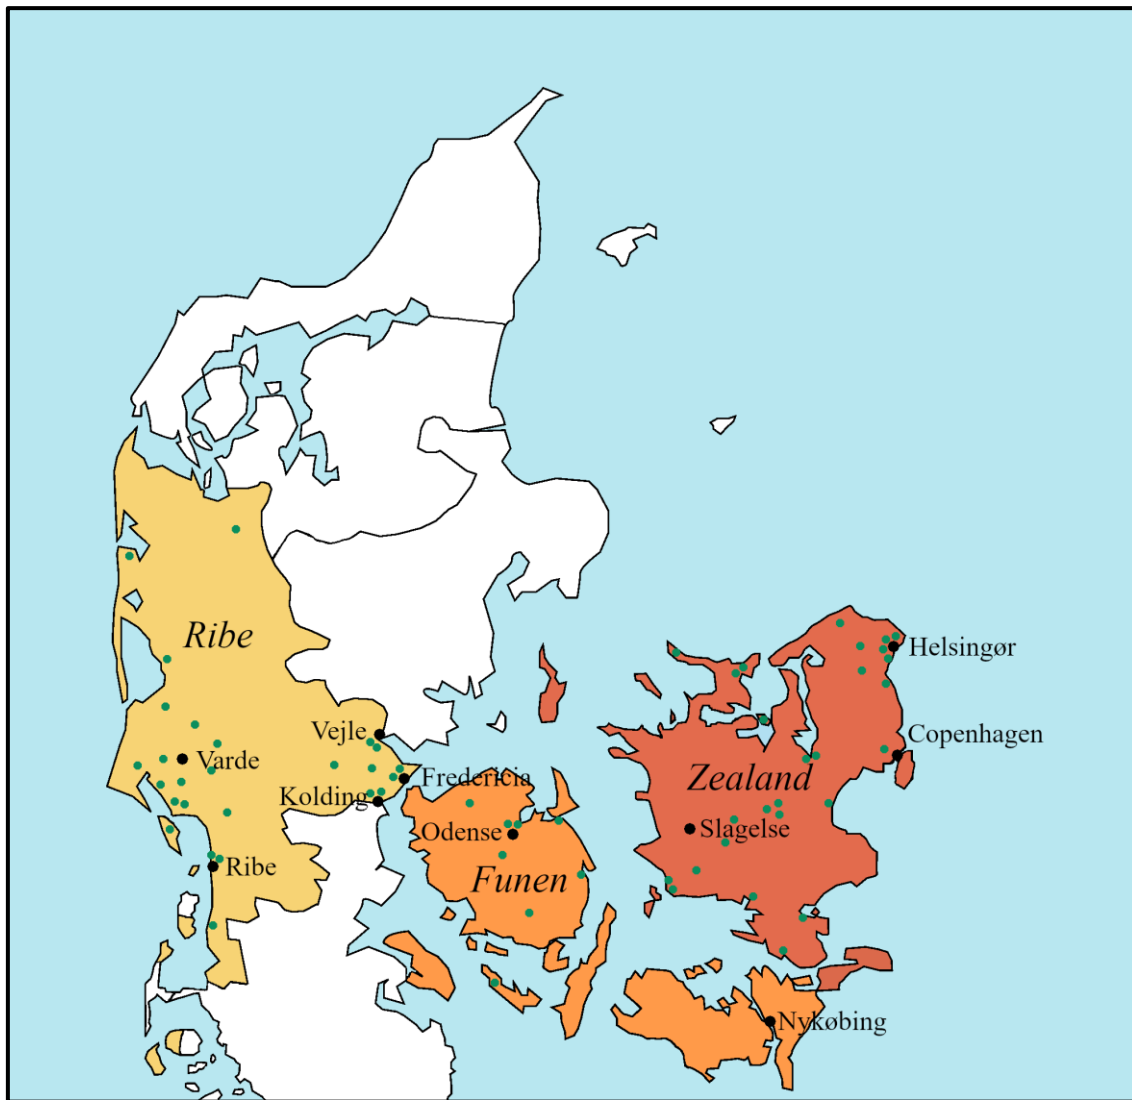 Ribe
Helsingør
Vejle
Copenhagen
Varde
Fredericia
Zealand
Kolding
Odense
Slagelse
Ribe
Funen
Nykøbing